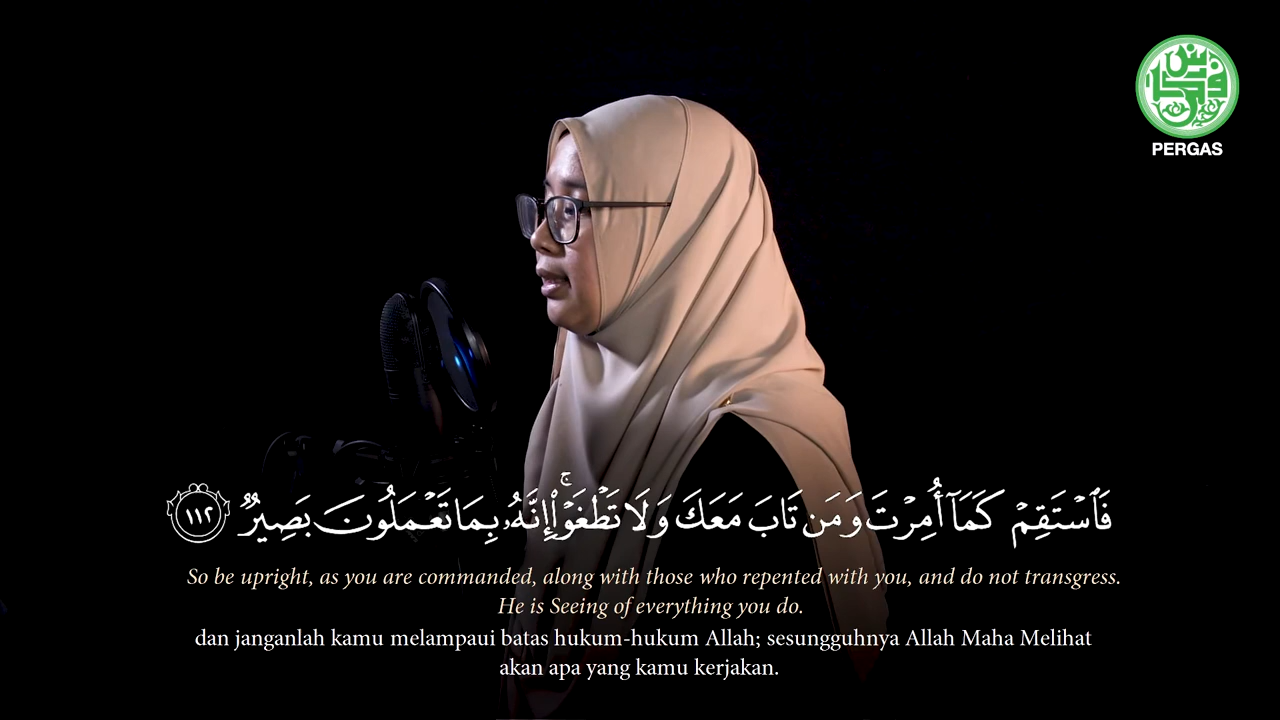 PERGAS
فَٱسْتَقِمْ كَمَآ أُمِرْتَ وَمَن تَابَ مَعَكَ وَلَا تَطْغَوْا۟ ۚ إِنَّهُۥ بِمَا تَعْمَلُونَ بَصِيرٌ ١١٢
So be upright, as you are commanded, along with those who repented with you, and do not transgress.
He is Seeing of everything you do.
dan janganlah kamu melampaui batas hukum-hukum Allah; sesungguhnya Allah Maha Melihat
akan apa yang kamu kerjakan.